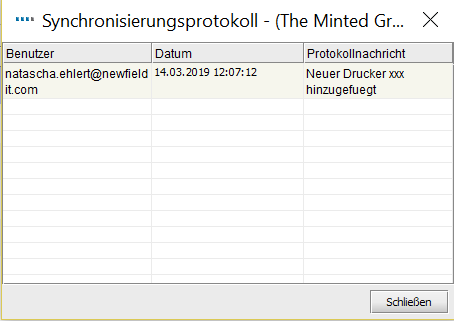 Synchronisierungsprotokoll - (The Minted Gr...
Benutzer Datum Protokollnachricht
natascha.ehlert@newfield 14.03.2019 12:07:12 Neuer Drucker xxx
it.com hinzugefuegt
Schließen